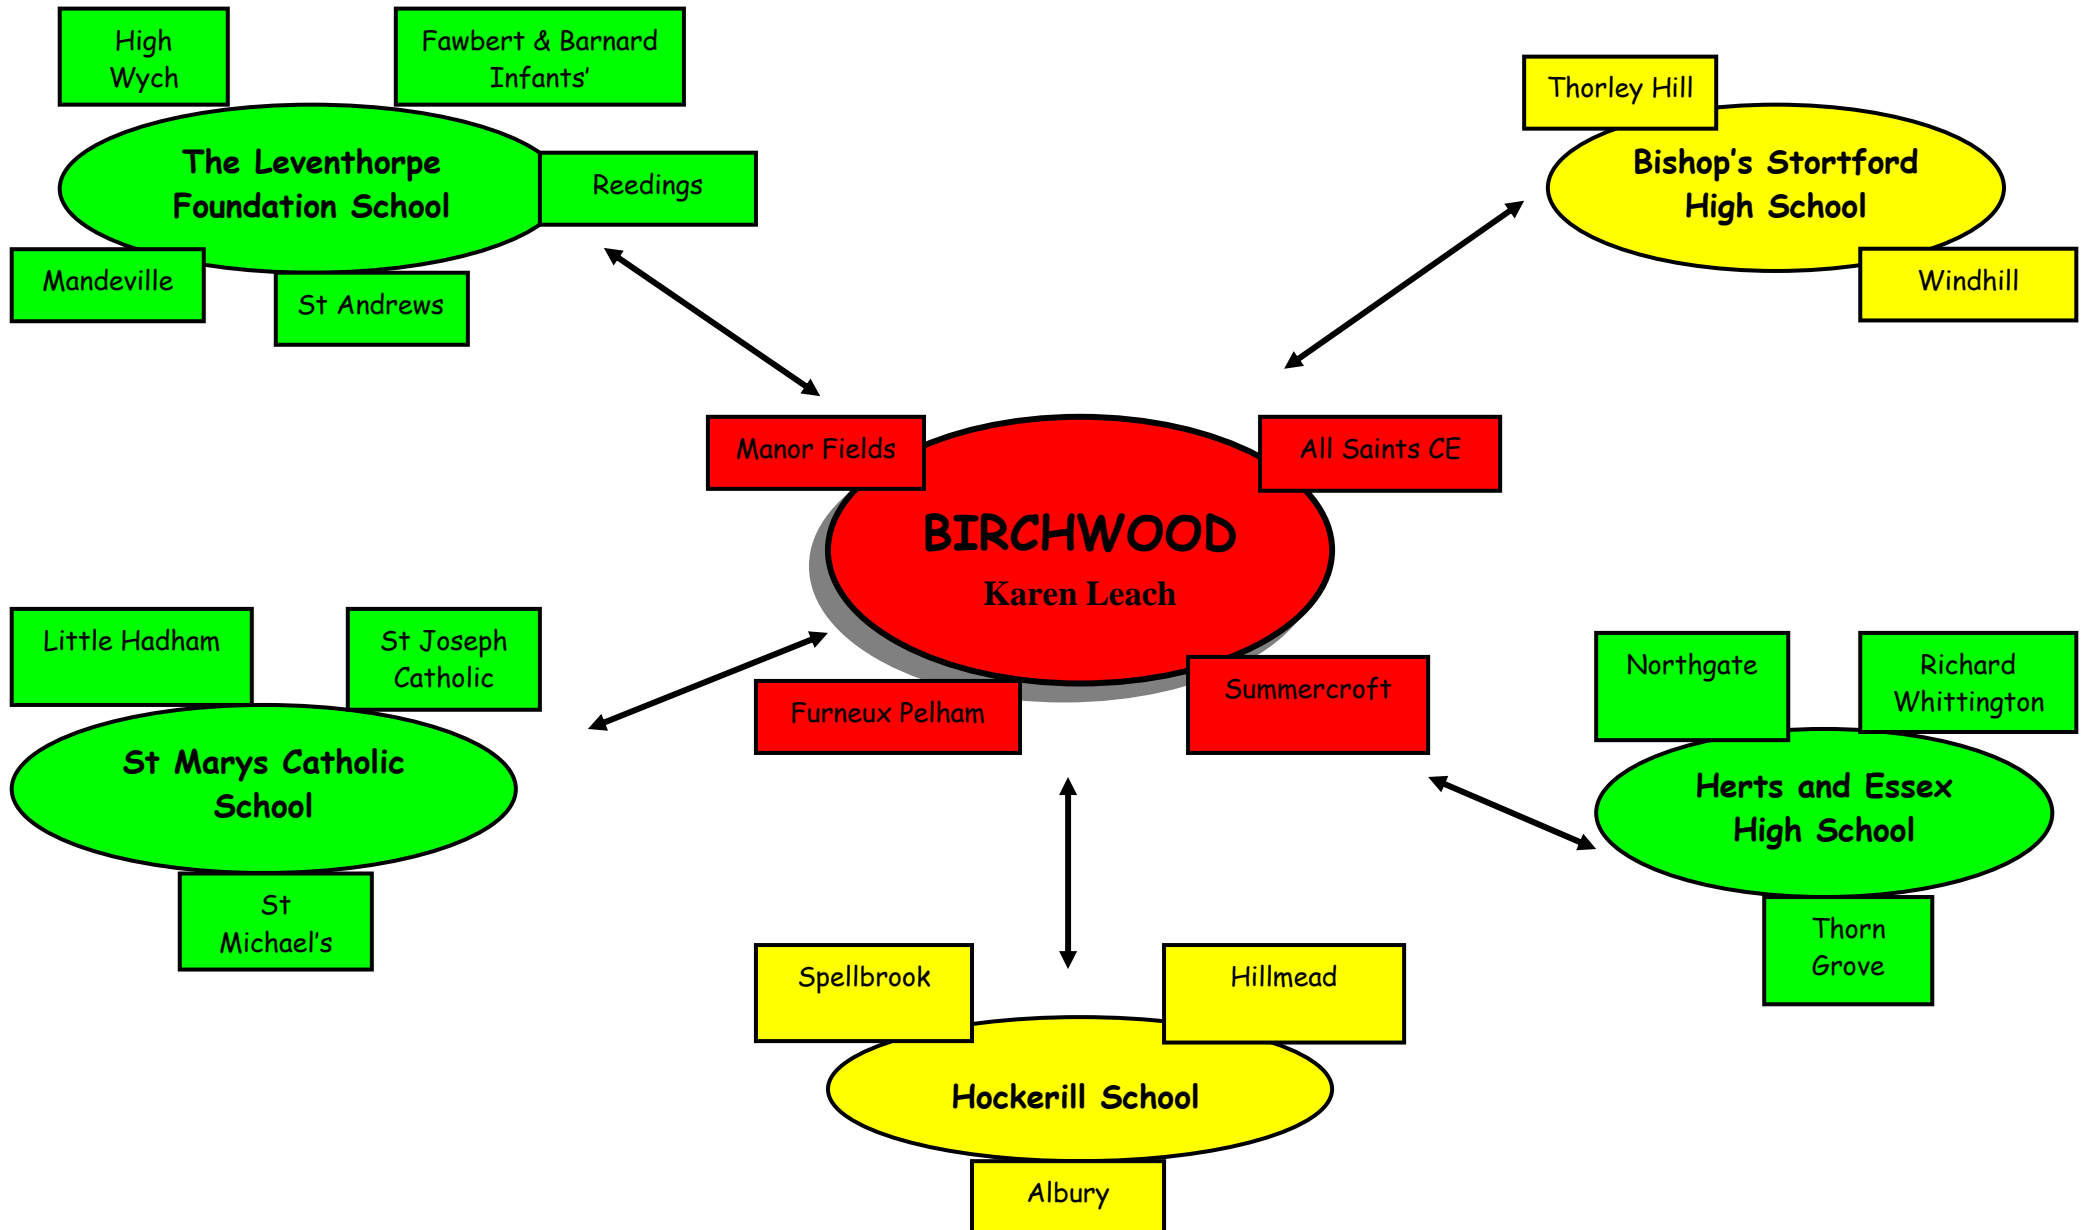 High
Wych
Fawbert & Barnard
Infants’
The Leventhorpe
Foundation School
Reedings
Mandeville
St Andrews
Thorley Hill
Bishop’s Stortford
High School
Windhill
Manor Fields
All Saints CE
BIRCHWOOD
Karen Leach
Furneux Pelham
Summercroft
Little Hadham
St Joseph
Catholic
St Marys Catholic
School
St
Michael’s
Northgate
Richard
Whittington
Herts and Essex
High School
Thorn
Grove
Spellbrook
Hillmead
Hockerill School
Albury